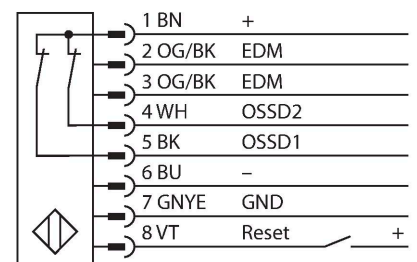 1 BN +
2 OG/BK EDM
3 OG/BK EDM
4 WH OSSD2
5 BK OSSD1
6 BU –
7 GNYE GND
8 VT Reset +